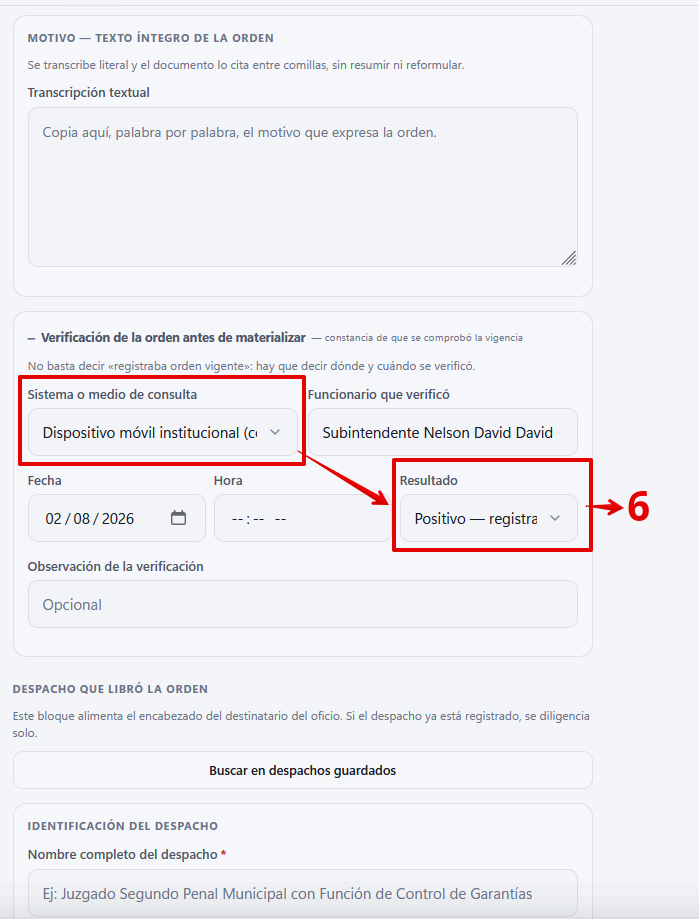 MOTIVO — TEXTO ÍNTEGRO DE LA ORDEN
Se transcribe literal y el documento lo cita entre comillas, sin resumir ni reformular.
Transcripción textual
Copia aquí, palabra por palabra, el motivo que expresa la orden.
– Verificación de la orden antes de materializar — constancia de que se comprobó la vigencia
No basta decir «registraba orden vigente»: hay que decir dónde y cuándo se verificó.
Sistema o medio de consulta Funcionario que verificó
Dispositivo móvil institucional (co Subintendente Nelson David David
Fecha Hora Resultado
02/08/2026 --:-- -- Positivo — registra 6
Observación de la verificación
Opcional
DESPACHO QUE LIBRÓ LA ORDEN
Este bloque alimenta el encabezado del destinatario del oficio. Si el despacho ya está registrado, se diligencia
solo.
Buscar en despachos guardados
IDENTIFICACIÓN DEL DESPACHO
Nombre completo del despacho *
Ej: Juzgado Segundo Penal Municipal con Función de Control de Garantías